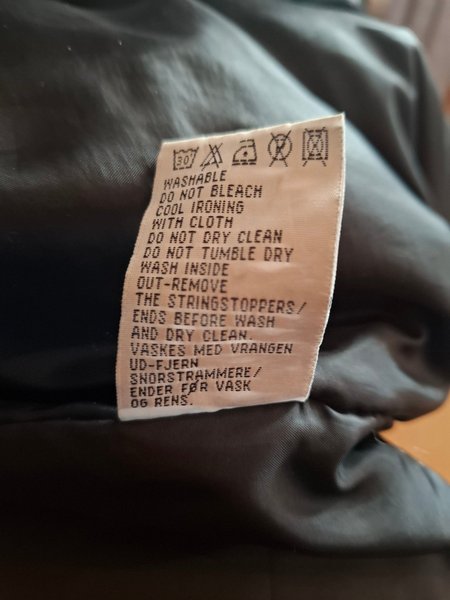 30
WASHABLE
DO NOT BLEACH
COOL IRONING
WITH CLOTH
DO NOT DRY CLEAN
DO NOT TUMBLE DRY
WASH INSIDE
OUT-REMOVE
THE STRINGSTOPPERS/
ENDS BEFORE WASH
AND DRY CLEAN
VASKES MED VRANGEN
UD-FJERN
SNORSTRAMMERE/
ENDER FØR VASK
OG RENS.